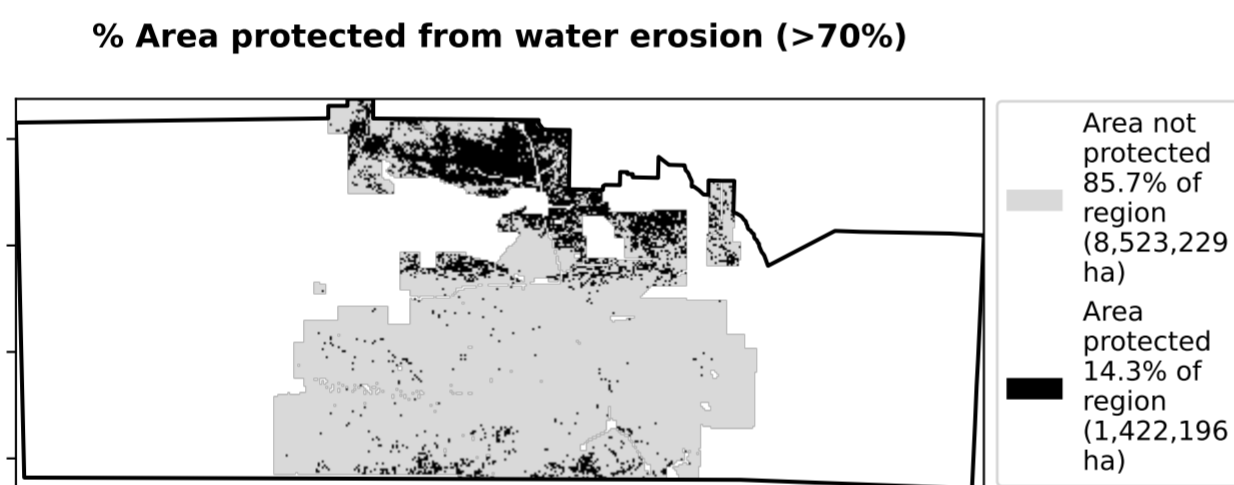 % Area protected from water erosion (>70%)
Area not
protected
85.7% of
region
(8,523,229
ha)
Area
protected
14.3% of
region
(1,422,196
ha)